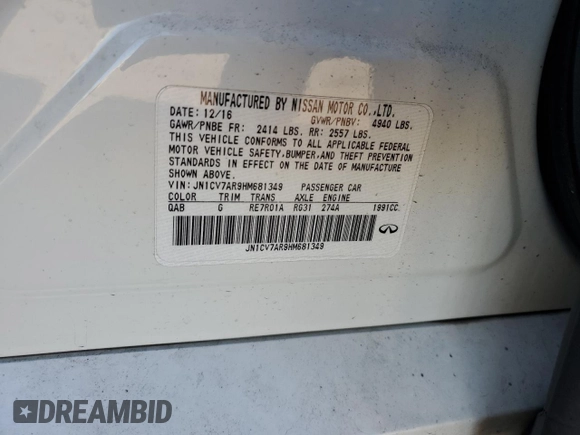 MANUFACTURED BY NISSAN MOTOR CO.,LTD.
DATE: 12/16 GVWR/PNBV: 4940 LBS.
GAWR/PNBE FR: 2414 LBS. RR: 2557 LBS.
THIS VEHICLE CONFORMS TO ALL APPLICABLE FEDERAL
MOTOR VEHICLE SAFETY,BUMPER,AND THEFT PREVENTION
STANDARDS IN EFFECT ON THE DATE OF MANUFACTURE
SHOWN ABOVE.
VIN: JN1CV7AR9HM681349 PASSENGER CAR
COLOR TRIM TRANS AXLE ENGINE
QAB G RE7R01A RG31 274A 1991CC
JN1CV7AR9HM681349
DREAMBID